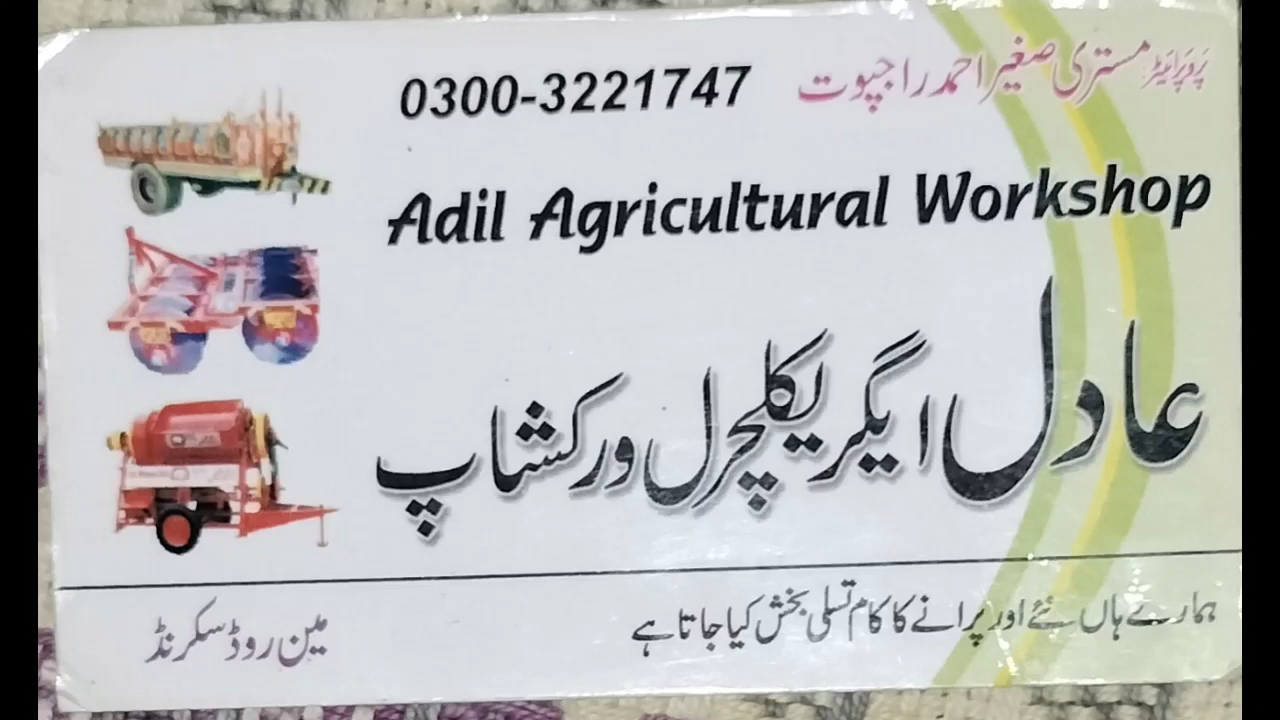 پروپرائیٹر مستری صغیر احمد راجپوت
0300-3221747
Adil Agricultural Workshop
عادل ایگریکلچرل ورکشاپ
ہمارے ہاں نئے اور پرانے کا کام تسلی بخش کیا جاتا ہے
مین روڈ سکرنڈ